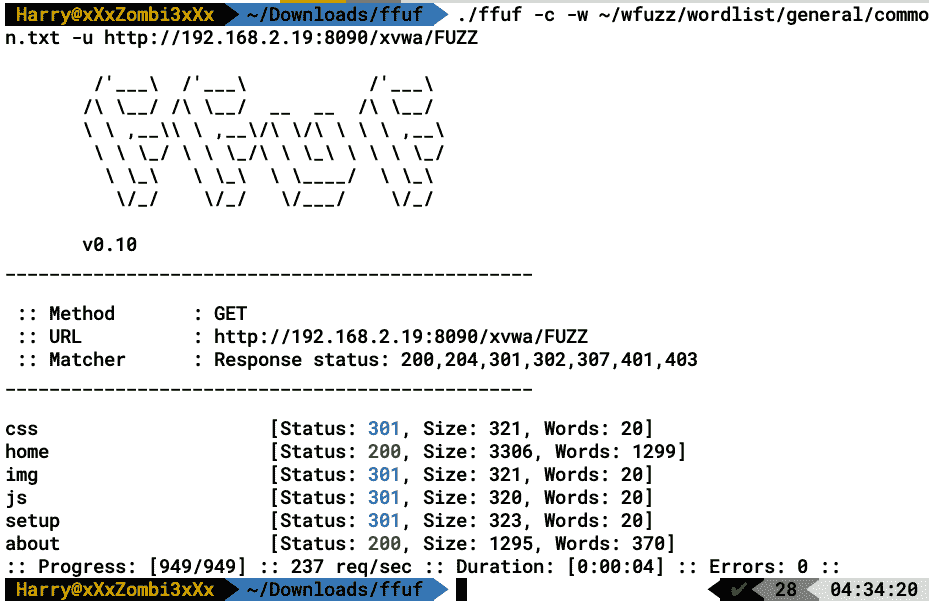 Harry@xXxZombi3xXx ~/Downloads/ffuf ./ffuf -c -w ~/wfuzz/wordlist/general/commo
n.txt -u http://192.168.2.19:8090/xvwa/FUZZ
        /'___\  /'___\           /'___\
       /\ \__/ /\ \__/  __  __  /\ \__/
       \ \ ,__\\ \ ,__\/\ \/\ \ \ \ ,__\
        \ \ \_/ \ \ \_/\ \ \_\ \ \ \ \_/
         \ \_\   \ \_\  \ \____/  \ \_\
          \/_/    \/_/   \/___/    \/_/
v0.10
________________________________________________
:: Method : GET
:: URL : http://192.168.2.19:8090/xvwa/FUZZ
:: Matcher : Response status: 200,204,301,302,307,401,403
________________________________________________
css [Status: 301, Size: 321, Words: 20]
home [Status: 200, Size: 3306, Words: 1299]
img [Status: 301, Size: 321, Words: 20]
js [Status: 301, Size: 320, Words: 20]
setup [Status: 301, Size: 323, Words: 20]
about [Status: 200, Size: 1295, Words: 370]
:: Progress: [949/949] :: 237 req/sec :: Duration: [0:00:04] :: Errors: 0 ::
Harry@xXxZombi3xXx ~/Downloads/ffuf ✔ 28 04:34:20